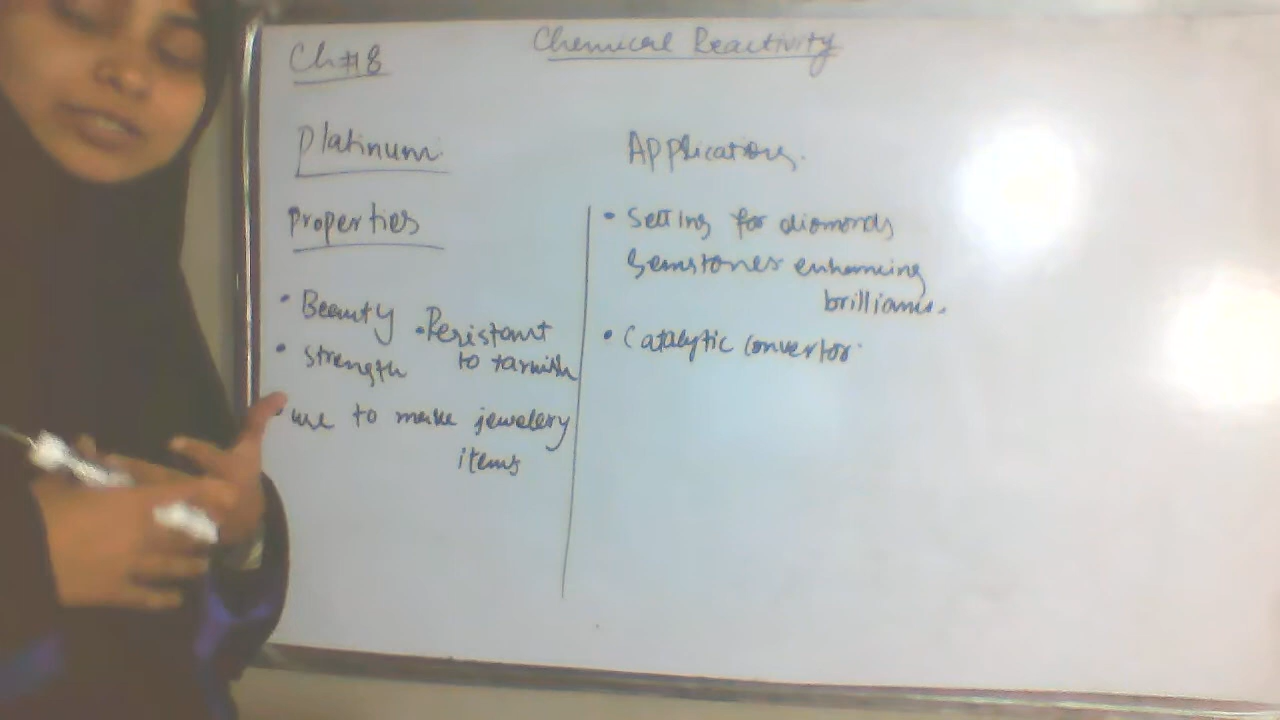 Ch#8
Chemical Reactivity
Platinum
Properties
• Beauty
• Resistant
to tarnish
• Strength
• use to make jewelery
items
Applications.
• Setting for diamonds
Gemstones enhancing
brilliance.
• Catalytic convertor